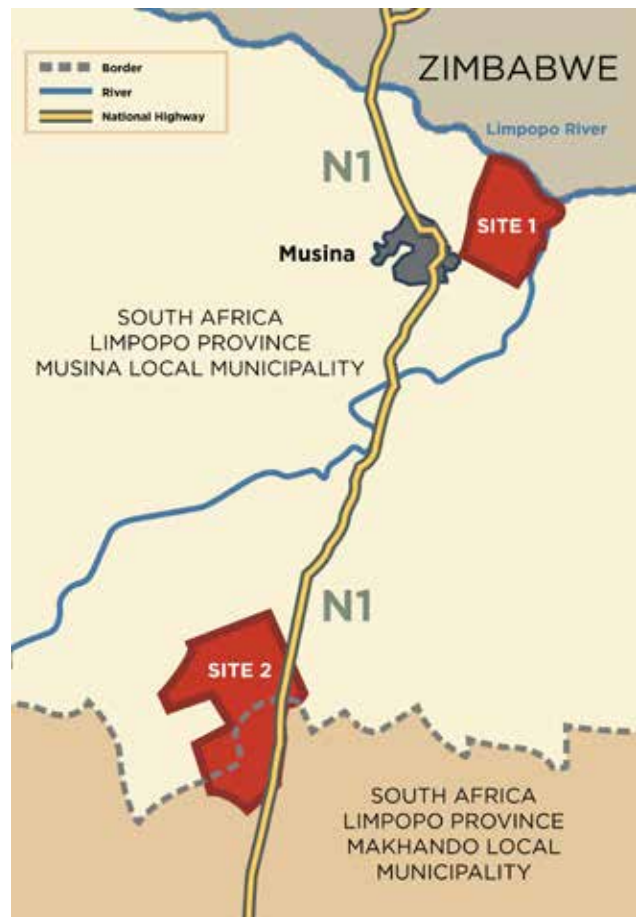 Border
River
National Highway
ZIMBABWE
Limpopo River
N1
SITE 1
Musina
SOUTH AFRICA
LIMPOPO PROVINCE
MUSINA LOCAL MUNICIPALITY
N1
SITE 2
SOUTH AFRICA
LIMPOPO PROVINCE
MAKHANDO LOCAL
MUNICIPALITY